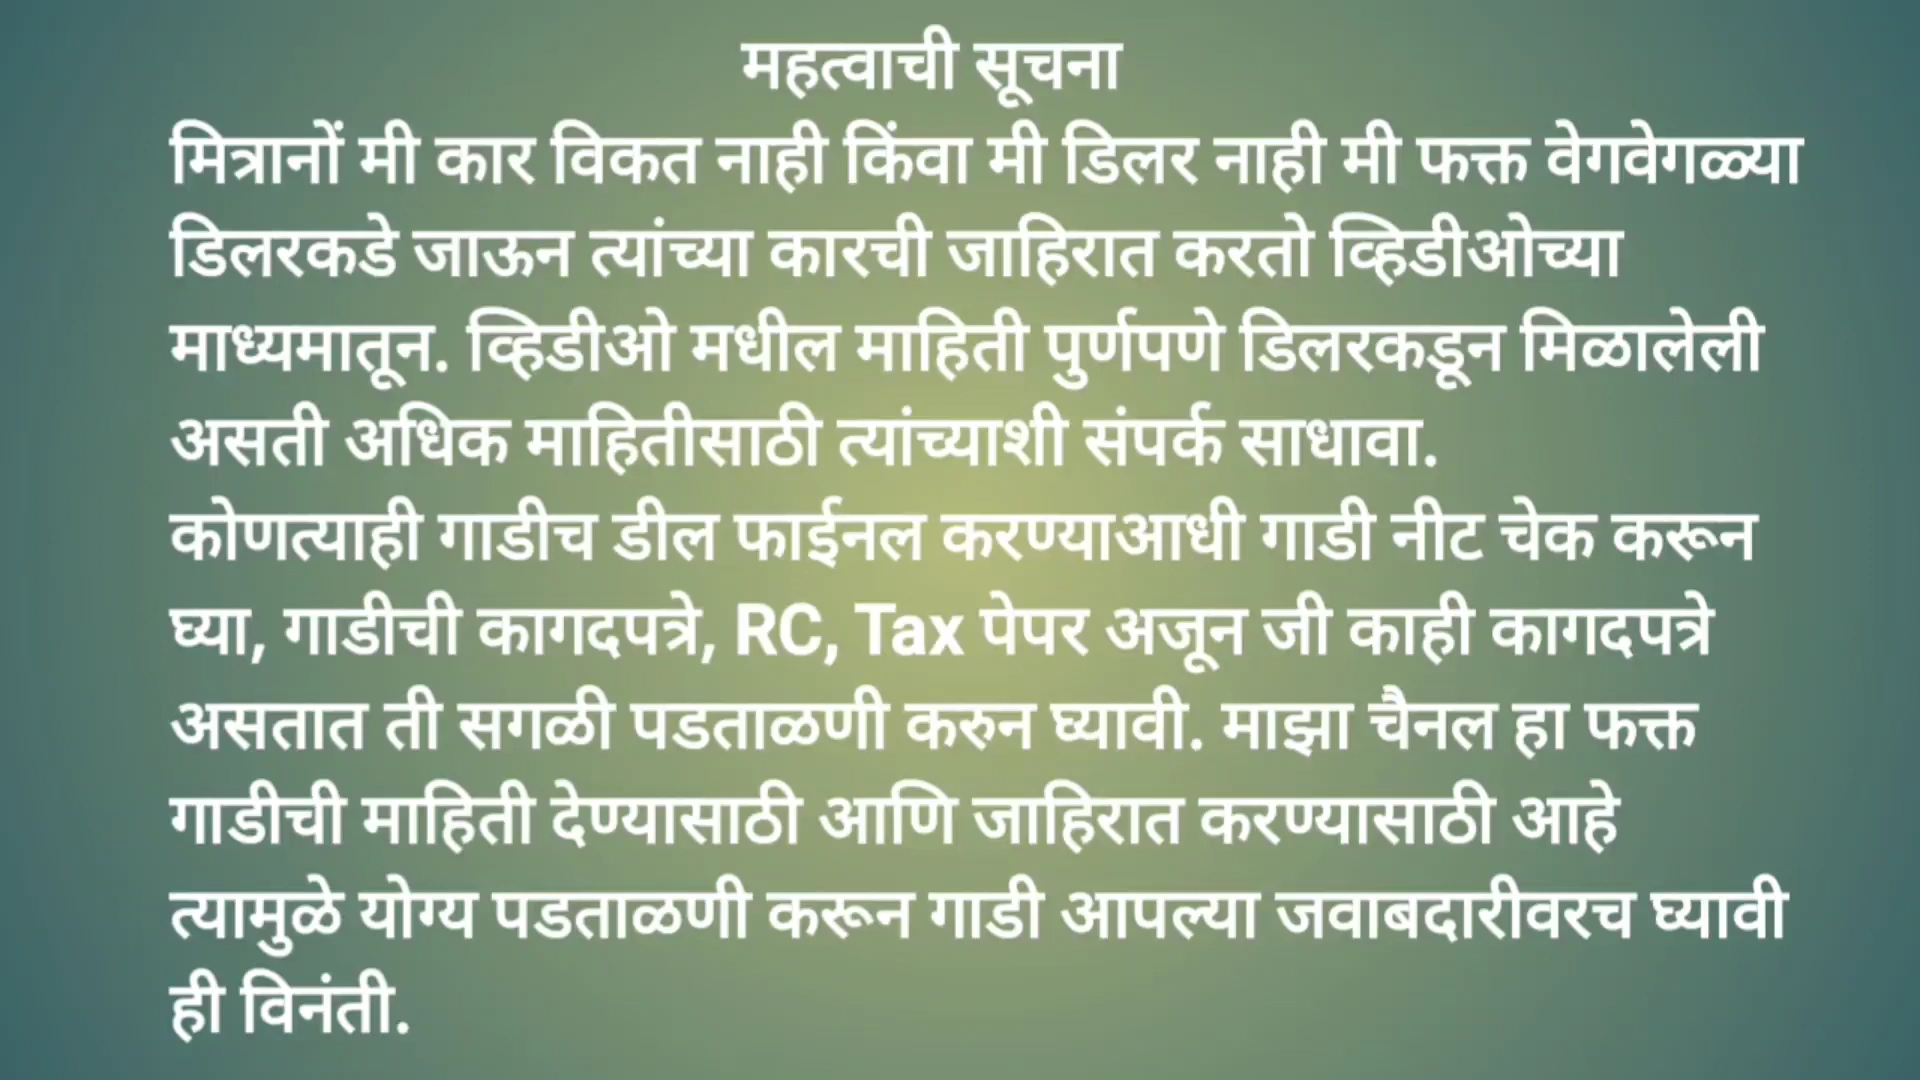 महत्वाची सूचना
मित्रानों मी कार विकत नाही किंवा मी डिलर नाही मी फक्त वेगवेगळ्या
डिलरकडे जाऊन त्यांच्या कारची जाहिरात करतो व्हिडीओच्या
माध्यमातून. व्हिडीओ मधील माहिती पुर्णपणे डिलरकडून मिळालेली
असती अधिक माहितीसाठी त्यांच्याशी संपर्क साधावा.
कोणत्याही गाडीच डील फाईनल करण्याआधी गाडी नीट चेक करून
घ्या, गाडीची कागदपत्रे, RC, Tax पेपर अजून जी काही कागदपत्रे
असतात ती सगळी पडताळणी करुन घ्यावी. माझा चैनल हा फक्त
गाडीची माहिती देण्यासाठी आणि जाहिरात करण्यासाठी आहे
त्यामुळे योग्य पडताळणी करून गाडी आपल्या जवाबदारीवरच घ्यावी
ही विनंती.